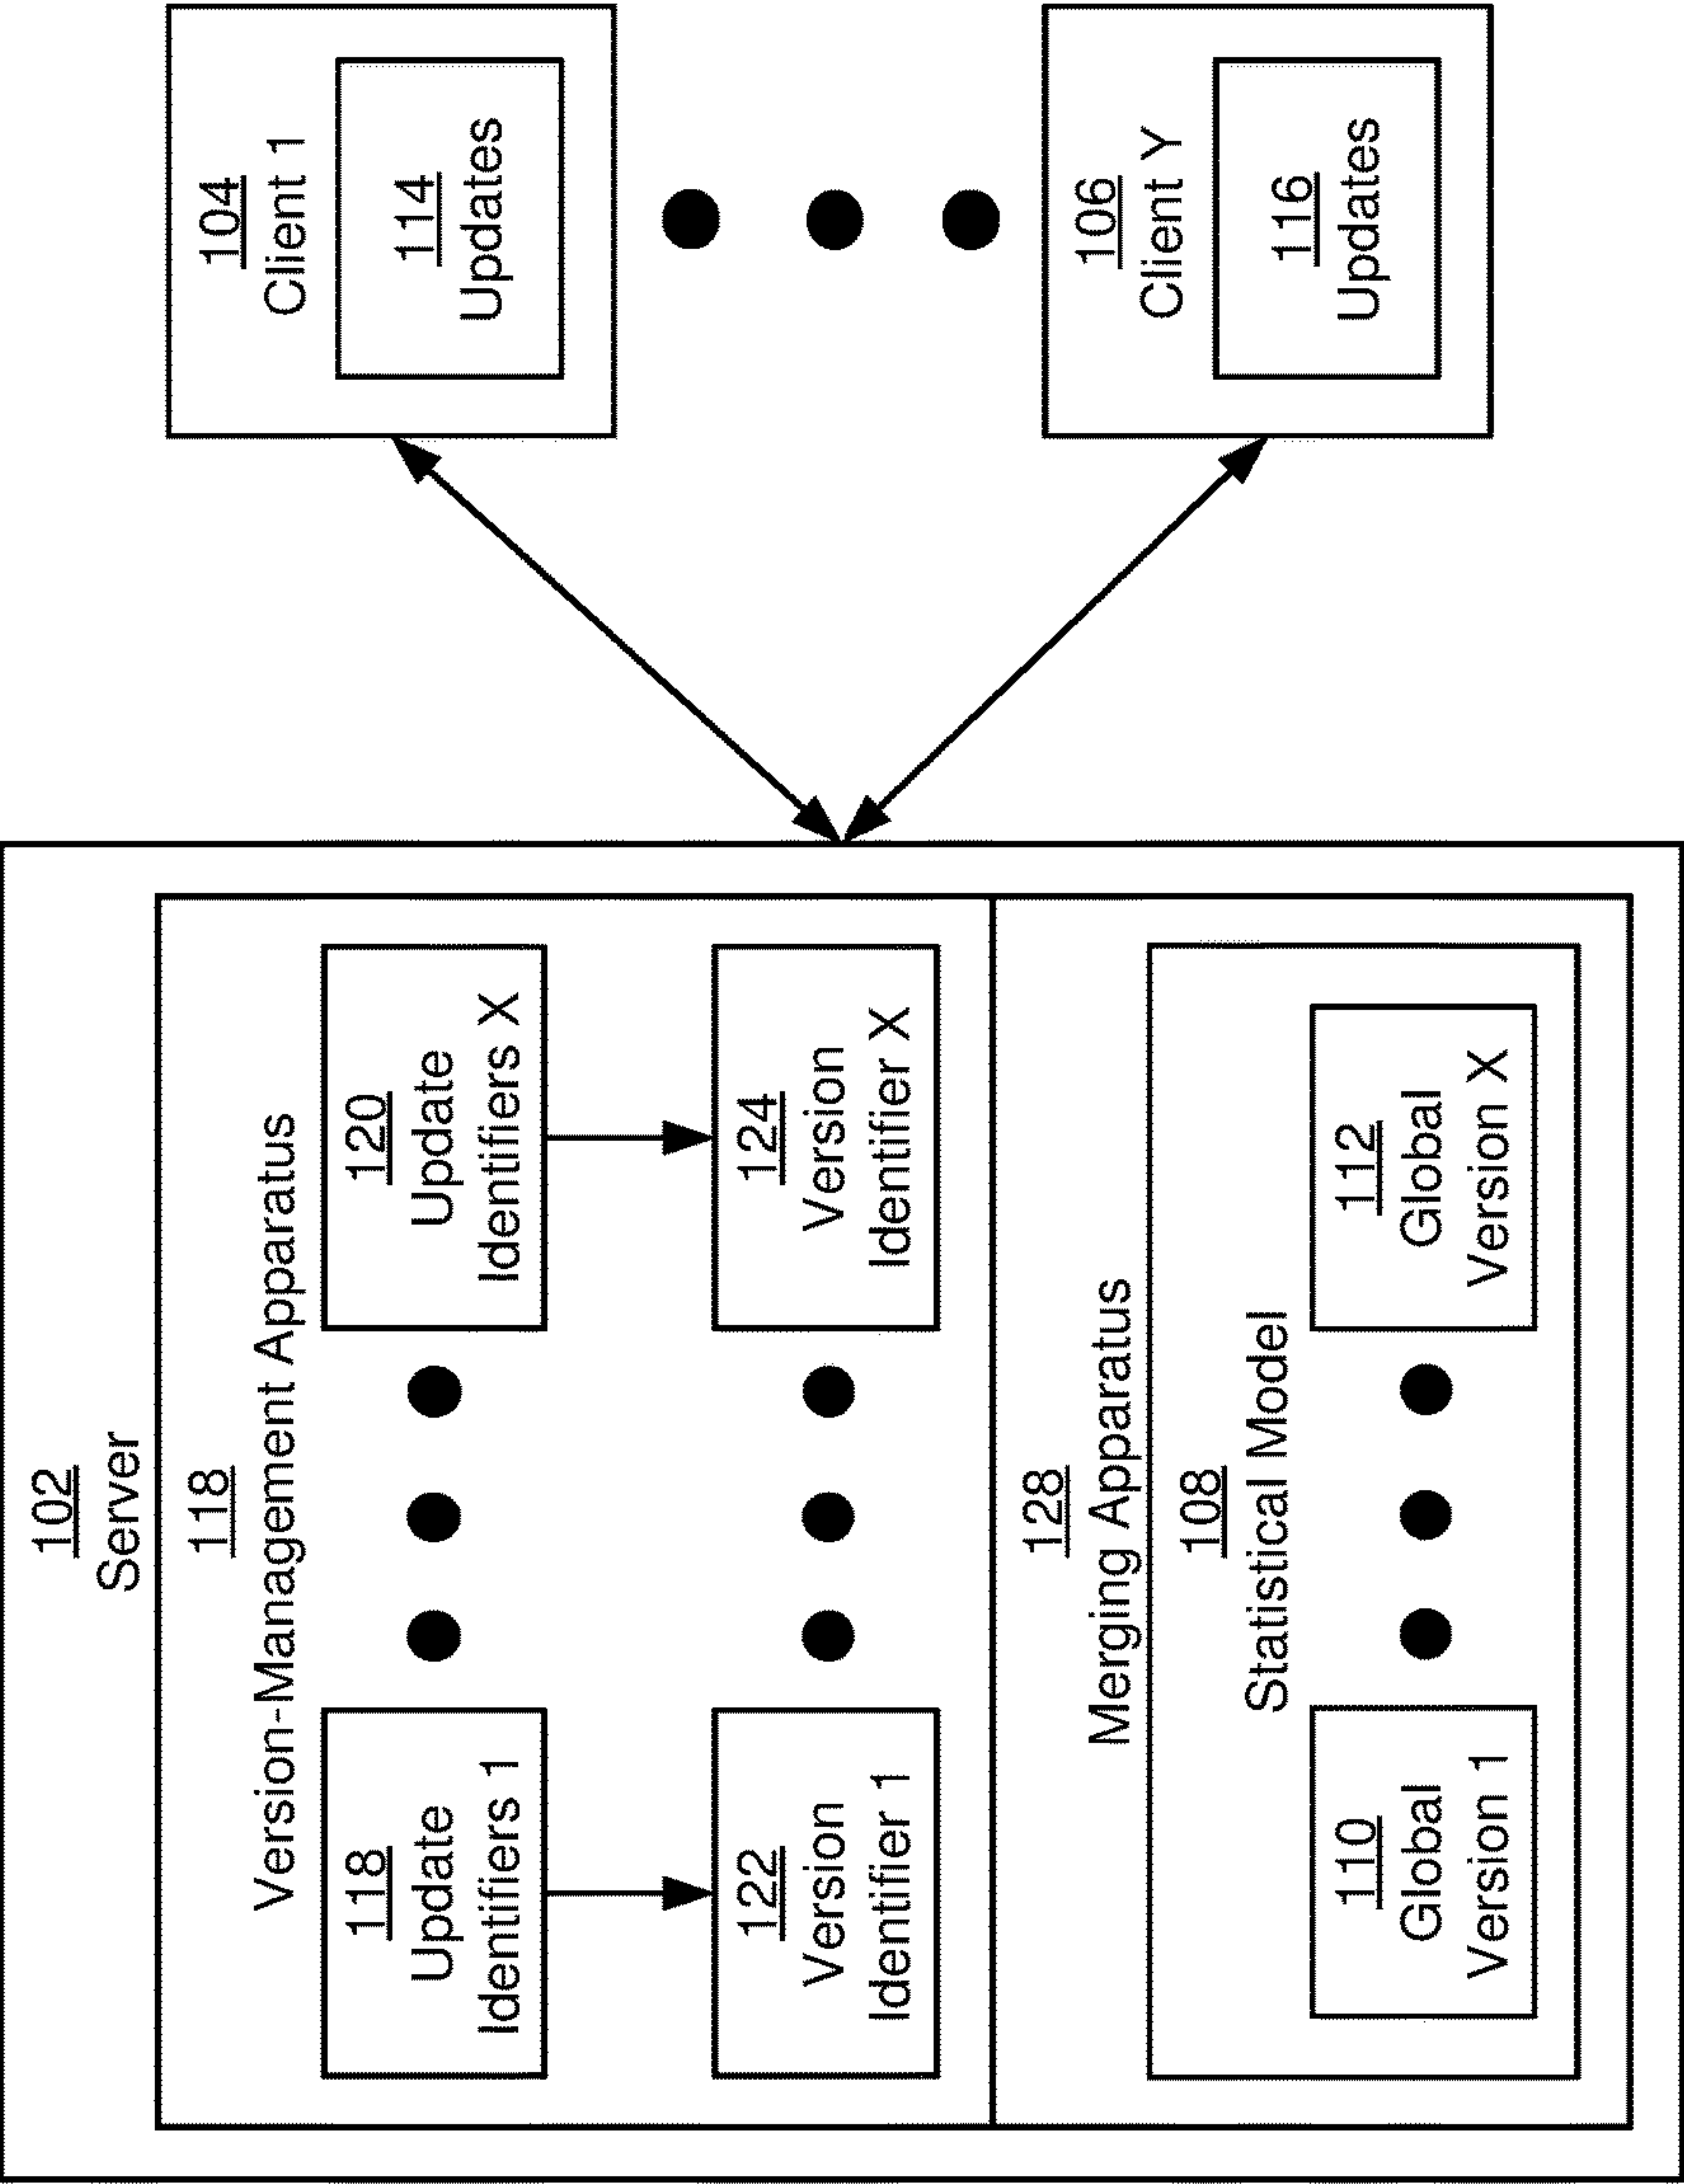 102
Server
118
Version-Management Apparatus
118
Update
Identifiers 1
120
Update
Identifiers X
122
Version
Identifier 1
124
Version
Identifier X
128
Merging Apparatus
108
Statistical Model
110
Global
Version 1
112
Global
Version X
104
Client 1
114
Updates
106
Client Y
116
Updates